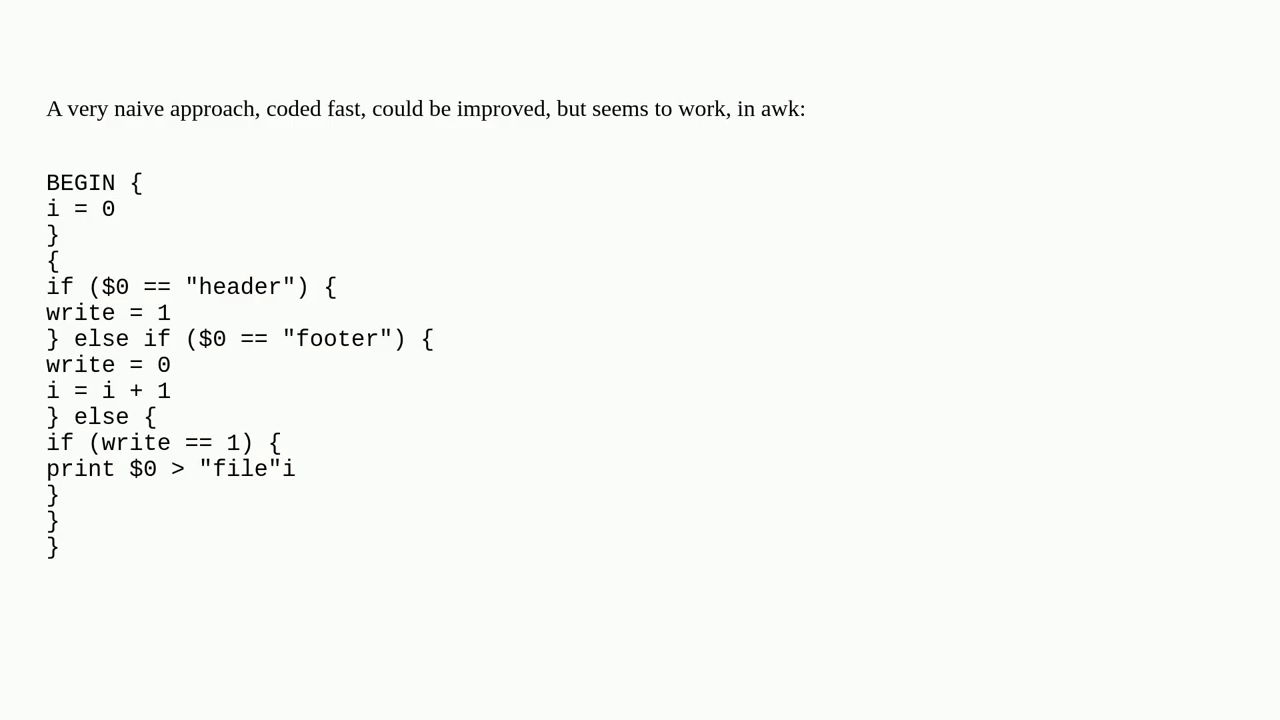 A very naive approach, coded fast, could be improved, but seems to work, in awk:
BEGIN {
i = 0
}
{
if ($0 == "header") {
write = 1
} else if ($0 == "footer") {
write = 0
i = i + 1
} else {
if (write == 1) {
print $0 > "file"i
}
}
}